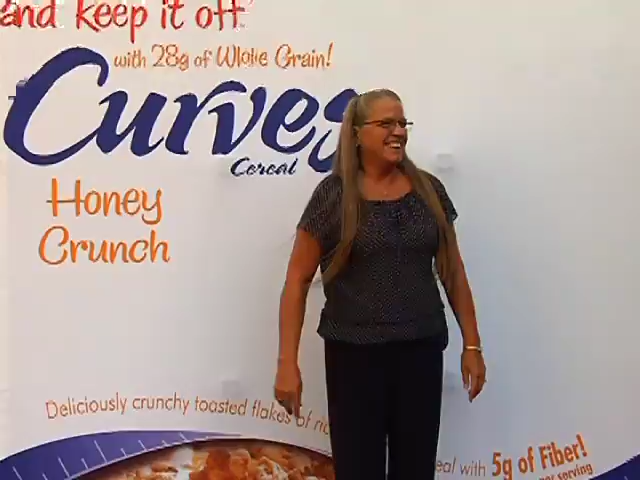 and keep it off
with 28g of Whole Grain!
Curves
Cereal
Honey
Crunch
Deliciously crunchy toasted flakes of
with 5g of Fiber!
per serving